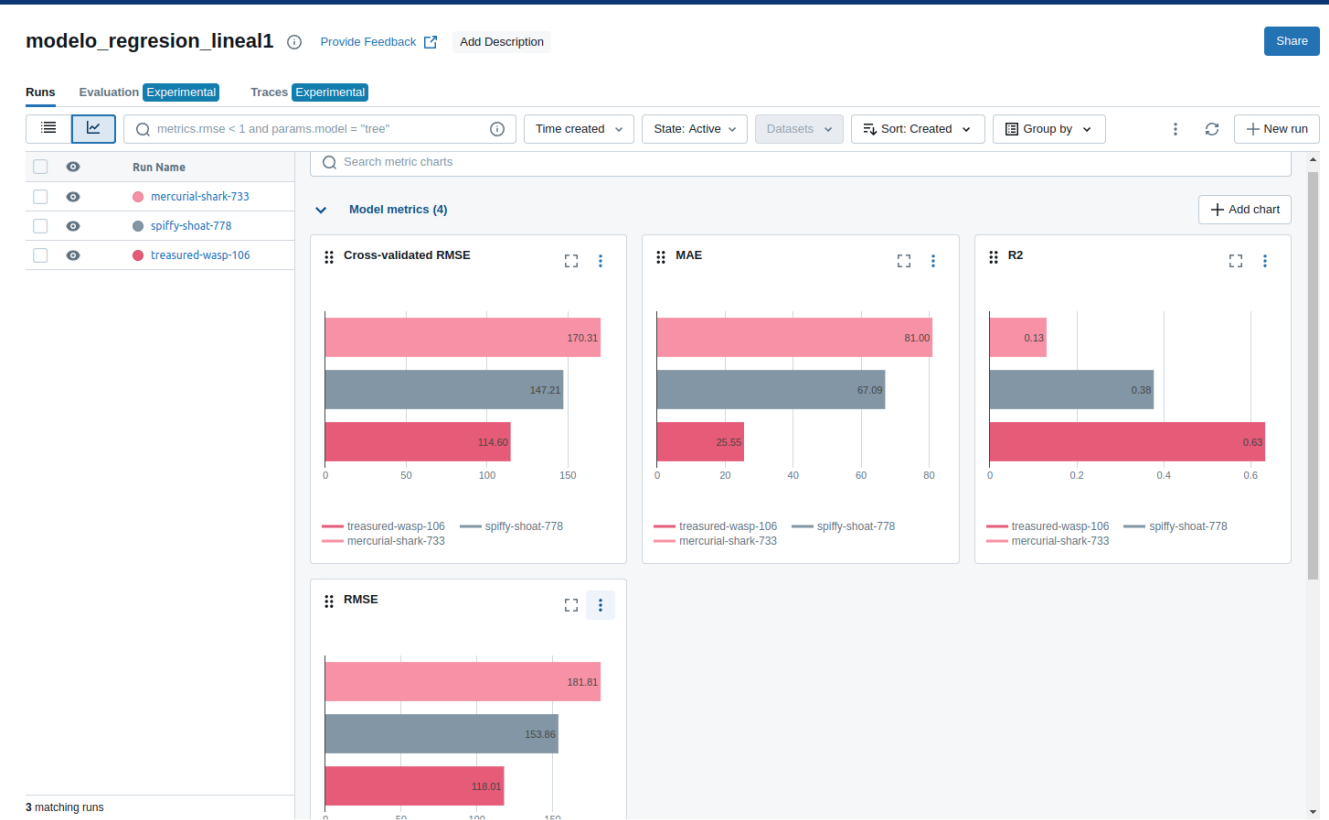 modelo_regresion_lineal1 Provide Feedback Add Description Share
Runs Evaluation Experimental Traces Experimental
metrics.rmse < 1 and params.model = "tree" Time created State: Active Datasets Sort: Created Group by New run
Run Name
mercurial-shark-733
spiffy-shoat-778
treasured-wasp-106
3 matching runs
Search metric charts
Model metrics (4) Add chart
Cross-validated RMSE
170.31
147.21
114.60
0 50 100 150
treasured-wasp-106 spiffy-shoat-778
mercurial-shark-733
MAE
81.00
67.09
25.55
0 20 40 60 80
treasured-wasp-106 spiffy-shoat-778
mercurial-shark-733
R2
0.13
0.38
0.63
0 0.2 0.4 0.6
treasured-wasp-106 spiffy-shoat-778
mercurial-shark-733
RMSE
181.81
153.86
118.01
0 50 100 150